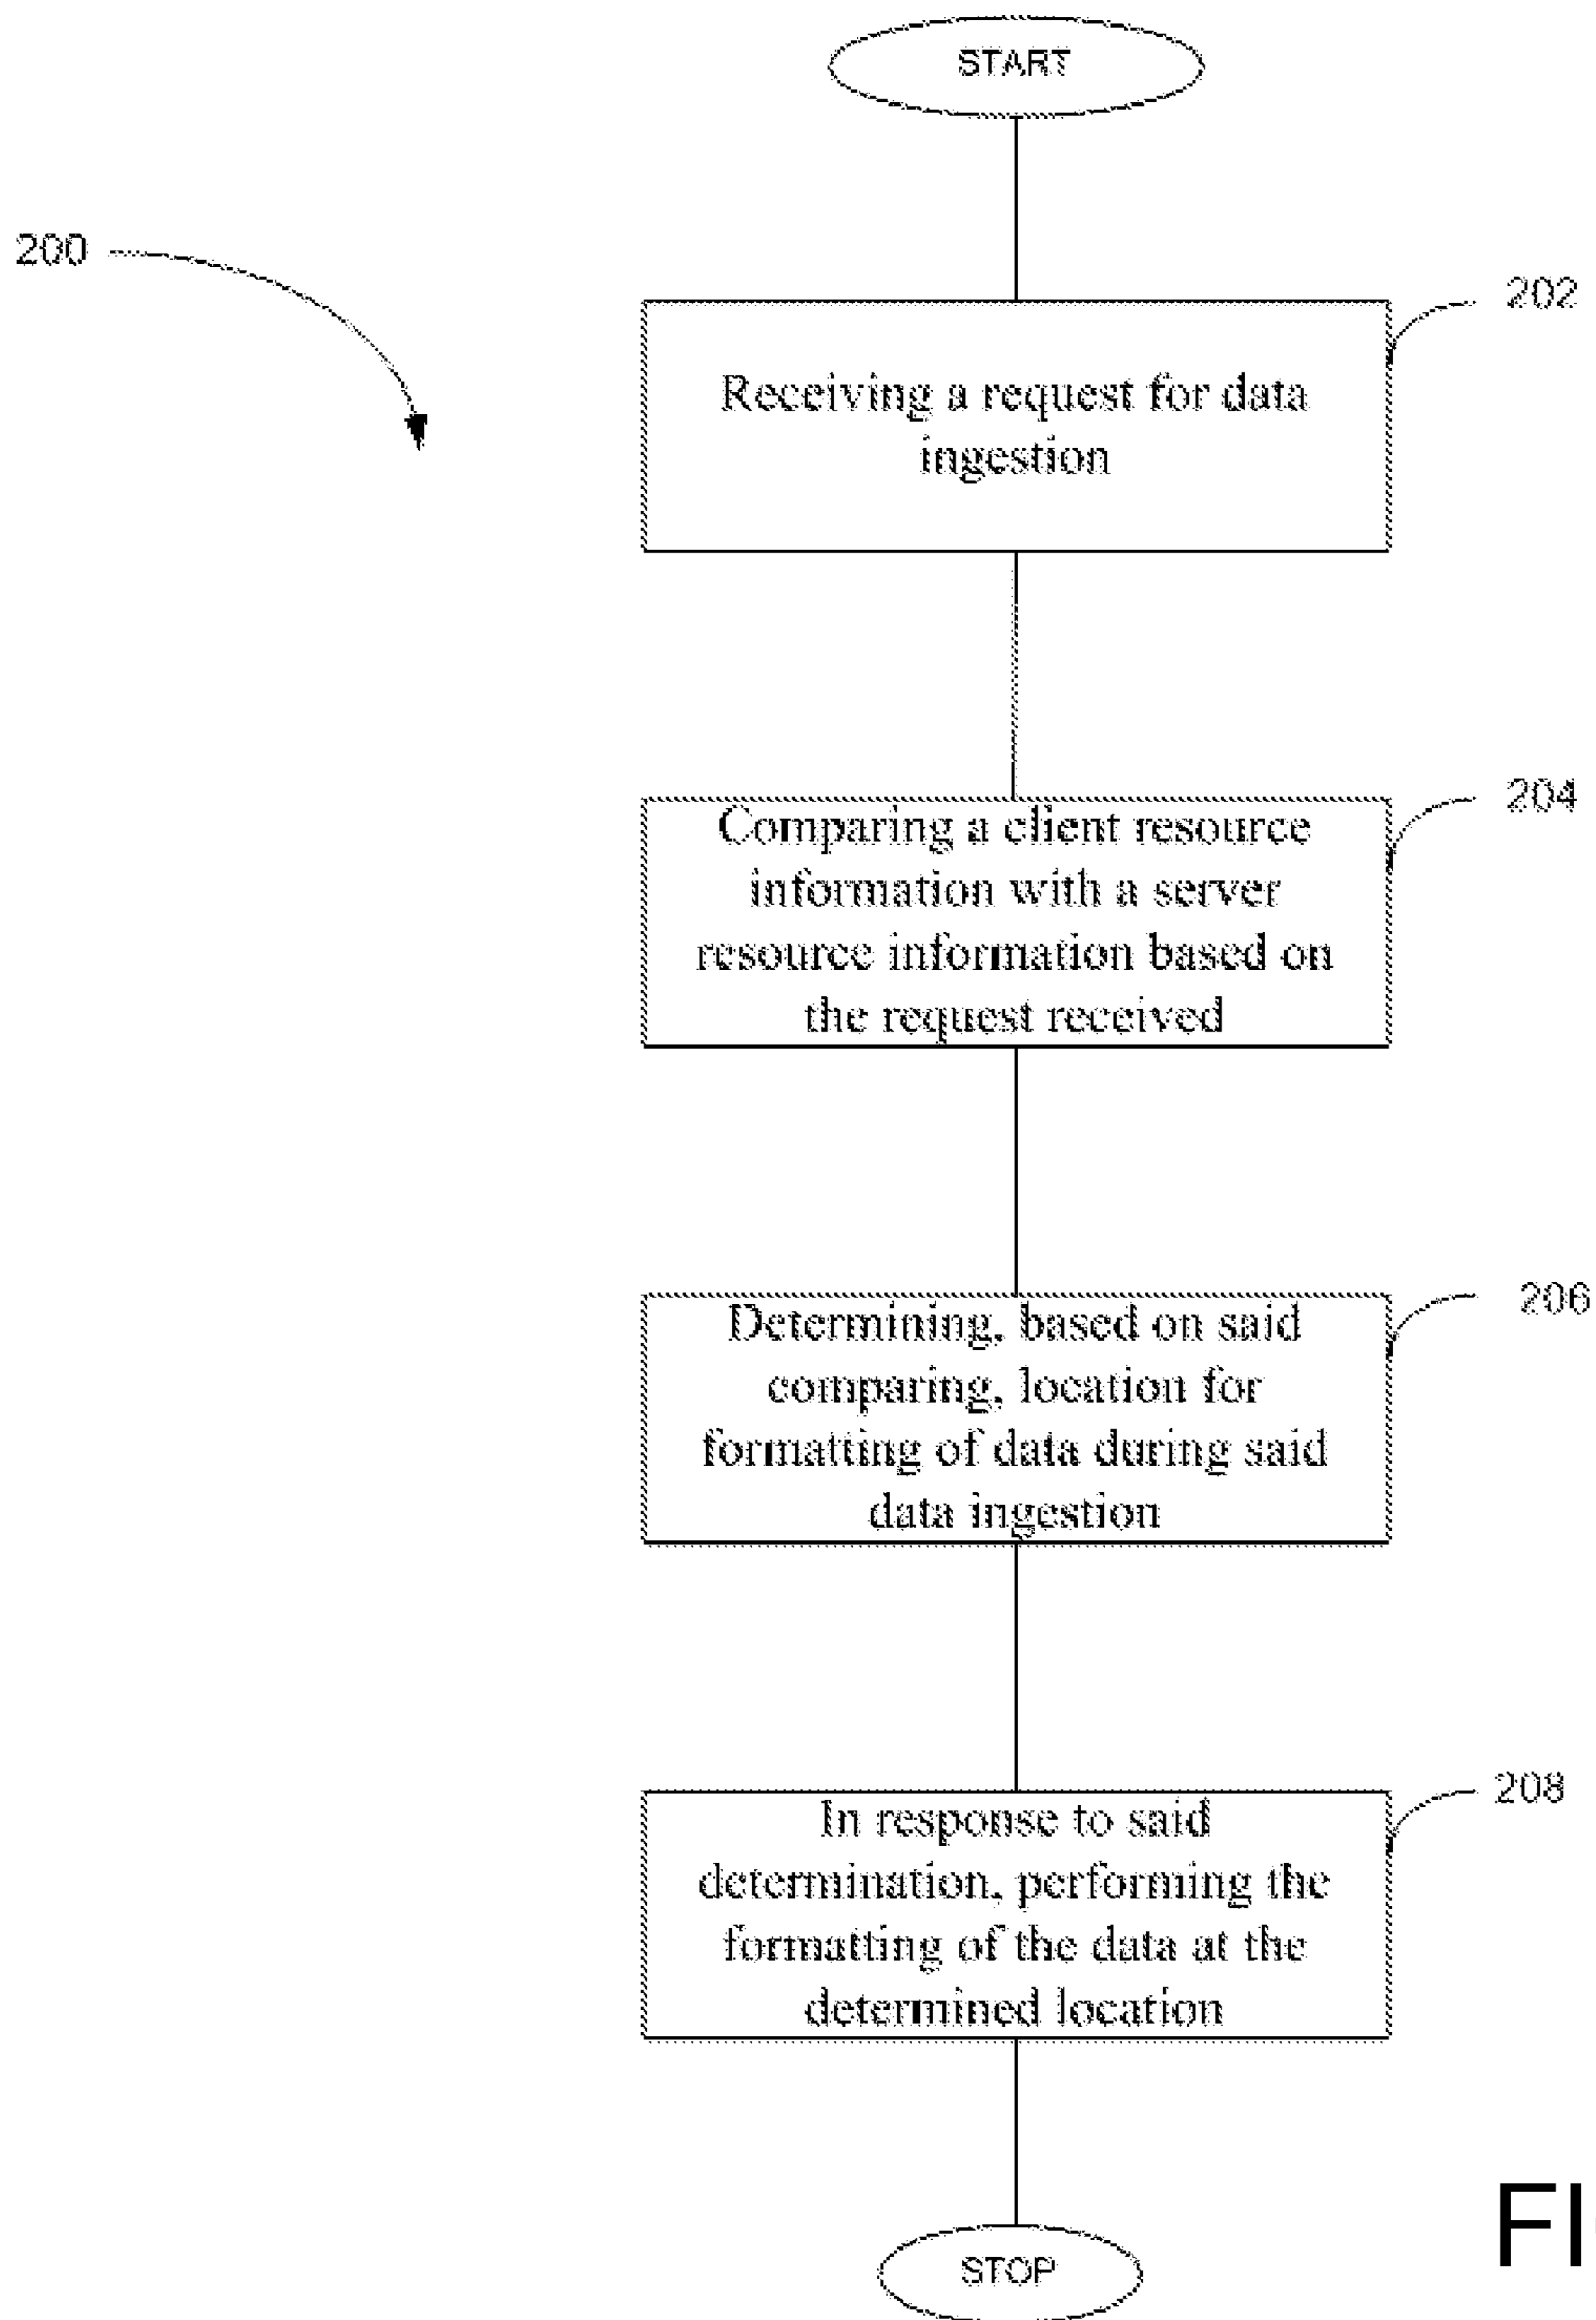 START
200
202
Receiving a request for data
ingestion
204
Comparing a client resource
information with a server
resource information based on
the request received
206
Determining, based on said
comparing, location for
formatting of data during said
data ingestion
208
In response to said
determination, performing the
formatting of the data at the
determined location
STOP